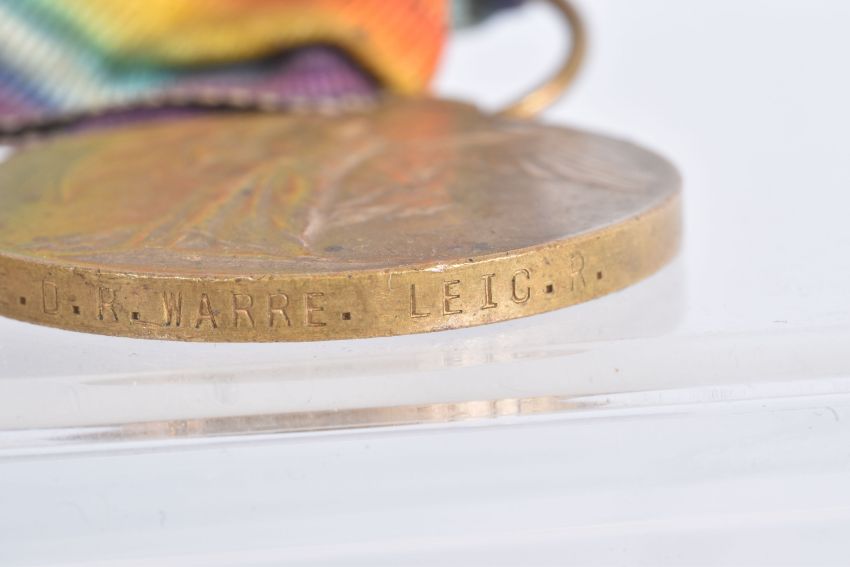 . D. R. WARRE. LEIC. R.